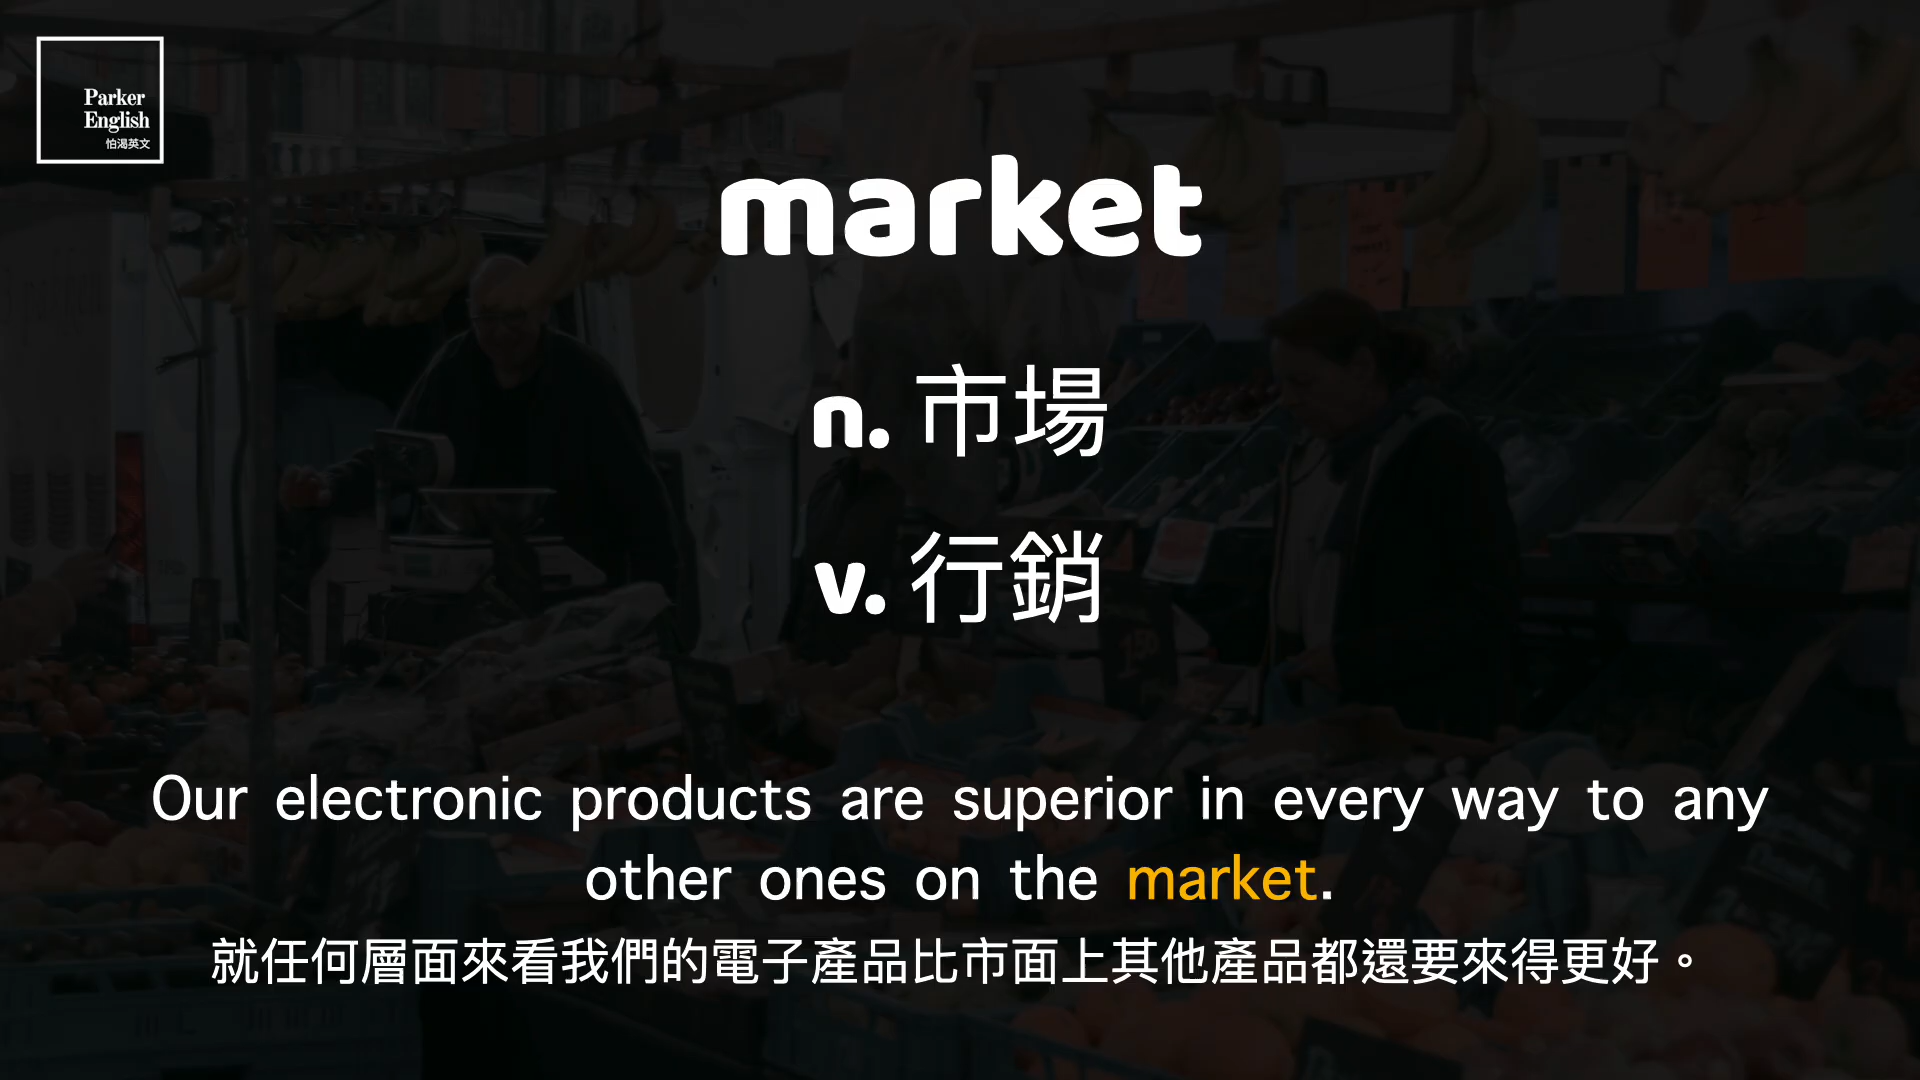 Parker
English
怕渴英文
market
n. 市場
v. 行銷
Our electronic products are superior in every way to any
other ones on the market.
就任何層面來看我們的電子產品比市面上其他產品都還要來得更好。